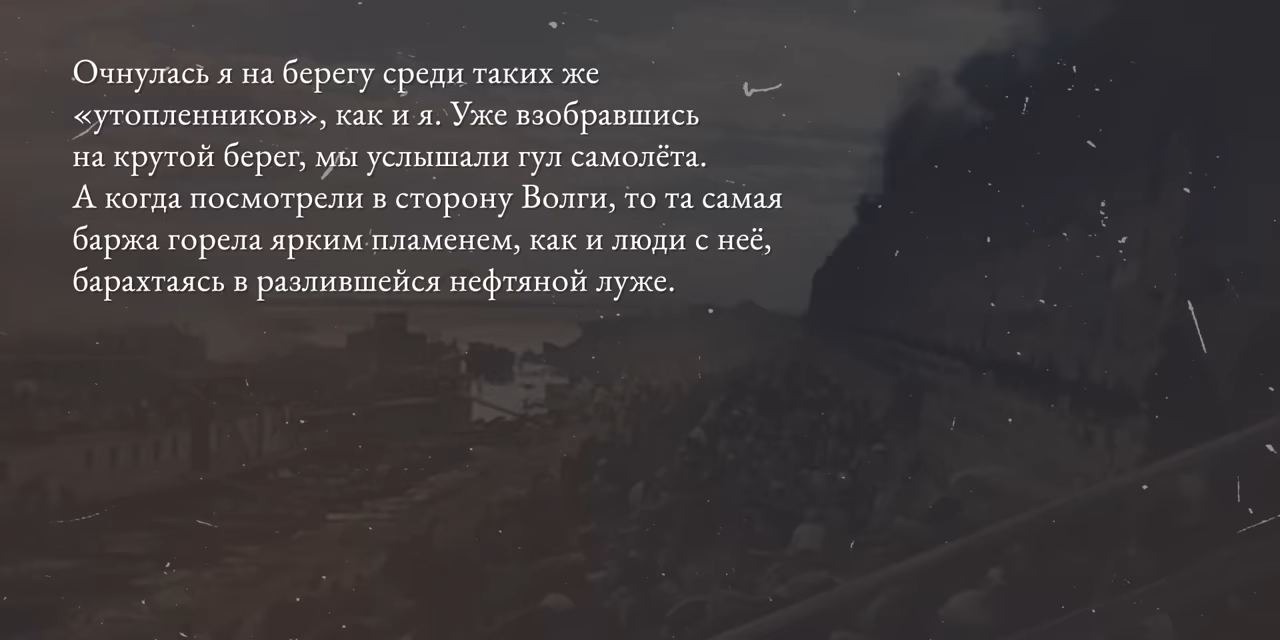 Очнулась я на берегу среди таких же
«утопленников», как и я. Уже взобравшись
на крутой берег, мы услышали гул самолёта.
А когда посмотрели в сторону Волги, то та самая
баржа горела ярким пламенем, как и люди с неё,
барахтаясь в разлившейся нефтяной луже.